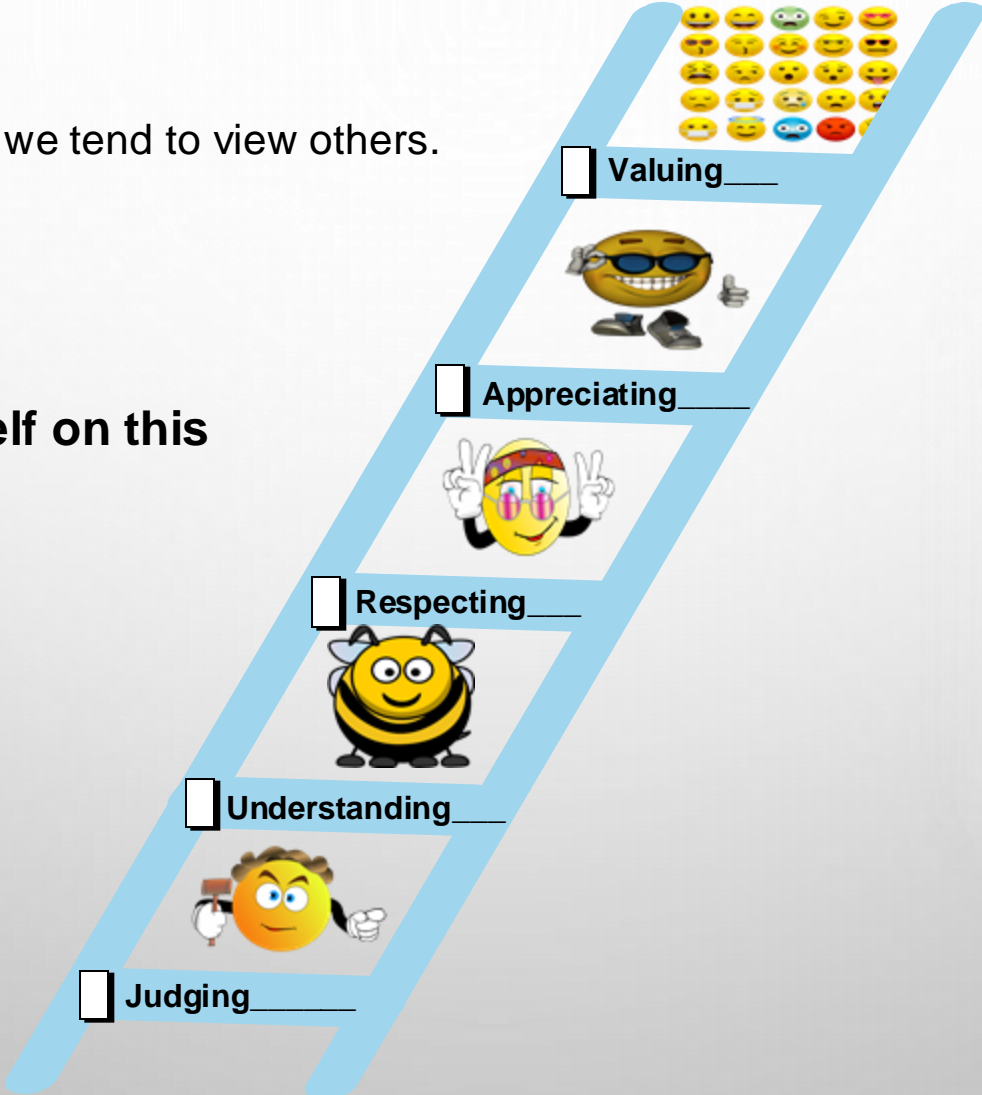 we tend to view others.
Valuing___
Appreciating____
elf on this
Respecting___
Understanding___
Judging______